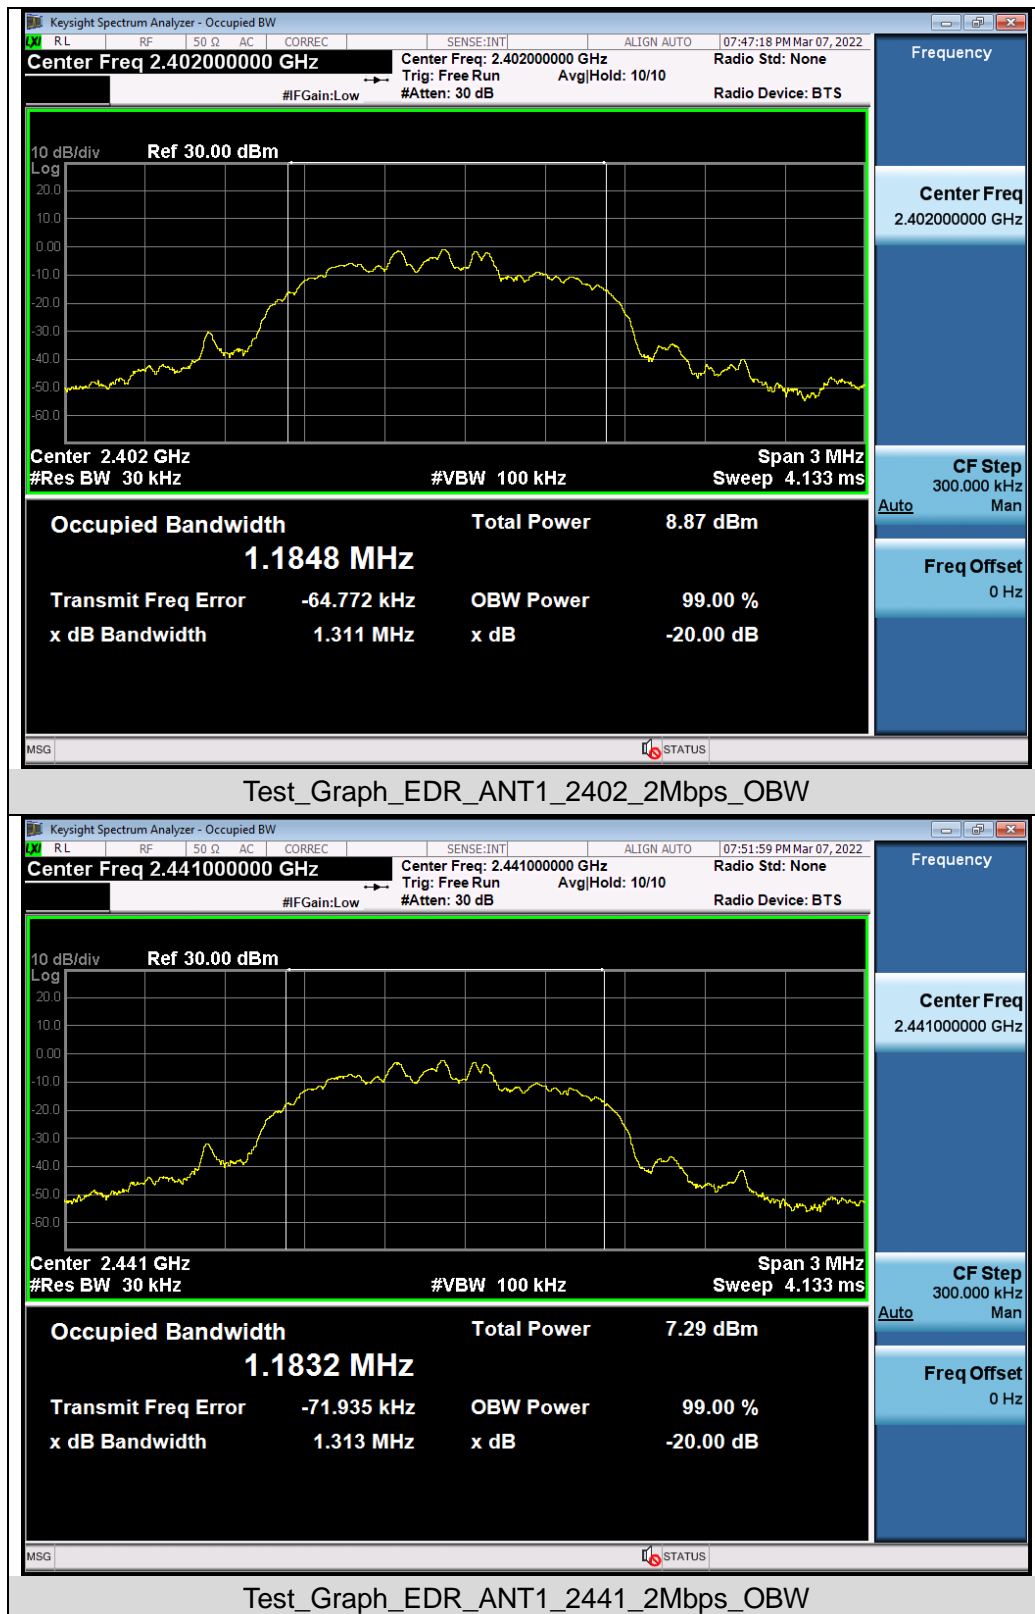 Keysight Spectrum Analyzer - Occupied BW
LXI RL RF 50 Ω AC CORREC SENSE:INT ALIGN AUTO 07:47:18 PM Mar 07, 2022
Center Freq 2.402000000 GHz
Center Freq: 2.402000000 GHz Radio Std: None
Trig: Free Run Avg|Hold: 10/10
#IFGain:Low #Atten: 30 dB Radio Device: BTS
10 dB/div Ref 30.00 dBm
Log
20.0
10.0
0.00
-10.0
-20.0
-30.0
-40.0
-50.0
-60.0
Center 2.402 GHz Span 3 MHz
#Res BW 30 kHz #VBW 100 kHz Sweep 4.133 ms
Occupied Bandwidth Total Power 8.87 dBm
1.1848 MHz
Transmit Freq Error -64.772 kHz OBW Power 99.00 %
x dB Bandwidth 1.311 MHz x dB -20.00 dB
MSG STATUS
Frequency
Center Freq
2.402000000 GHz
CF Step
300.000 kHz
Auto Man
Freq Offset
0 Hz
Test_Graph_EDR_ANT1_2402_2Mbps_OBW
Keysight Spectrum Analyzer - Occupied BW
LXI RL RF 50 Ω AC CORREC SENSE:INT ALIGN AUTO 07:51:59 PM Mar 07, 2022
Center Freq 2.441000000 GHz
Center Freq: 2.441000000 GHz Radio Std: None
Trig: Free Run Avg|Hold: 10/10
#IFGain:Low #Atten: 30 dB Radio Device: BTS
10 dB/div Ref 30.00 dBm
Log
20.0
10.0
0.00
-10.0
-20.0
-30.0
-40.0
-50.0
-60.0
Center 2.441 GHz Span 3 MHz
#Res BW 30 kHz #VBW 100 kHz Sweep 4.133 ms
Occupied Bandwidth Total Power 7.29 dBm
1.1832 MHz
Transmit Freq Error -71.935 kHz OBW Power 99.00 %
x dB Bandwidth 1.313 MHz x dB -20.00 dB
MSG STATUS
Frequency
Center Freq
2.441000000 GHz
CF Step
300.000 kHz
Auto Man
Freq Offset
0 Hz
Test_Graph_EDR_ANT1_2441_2Mbps_OBW